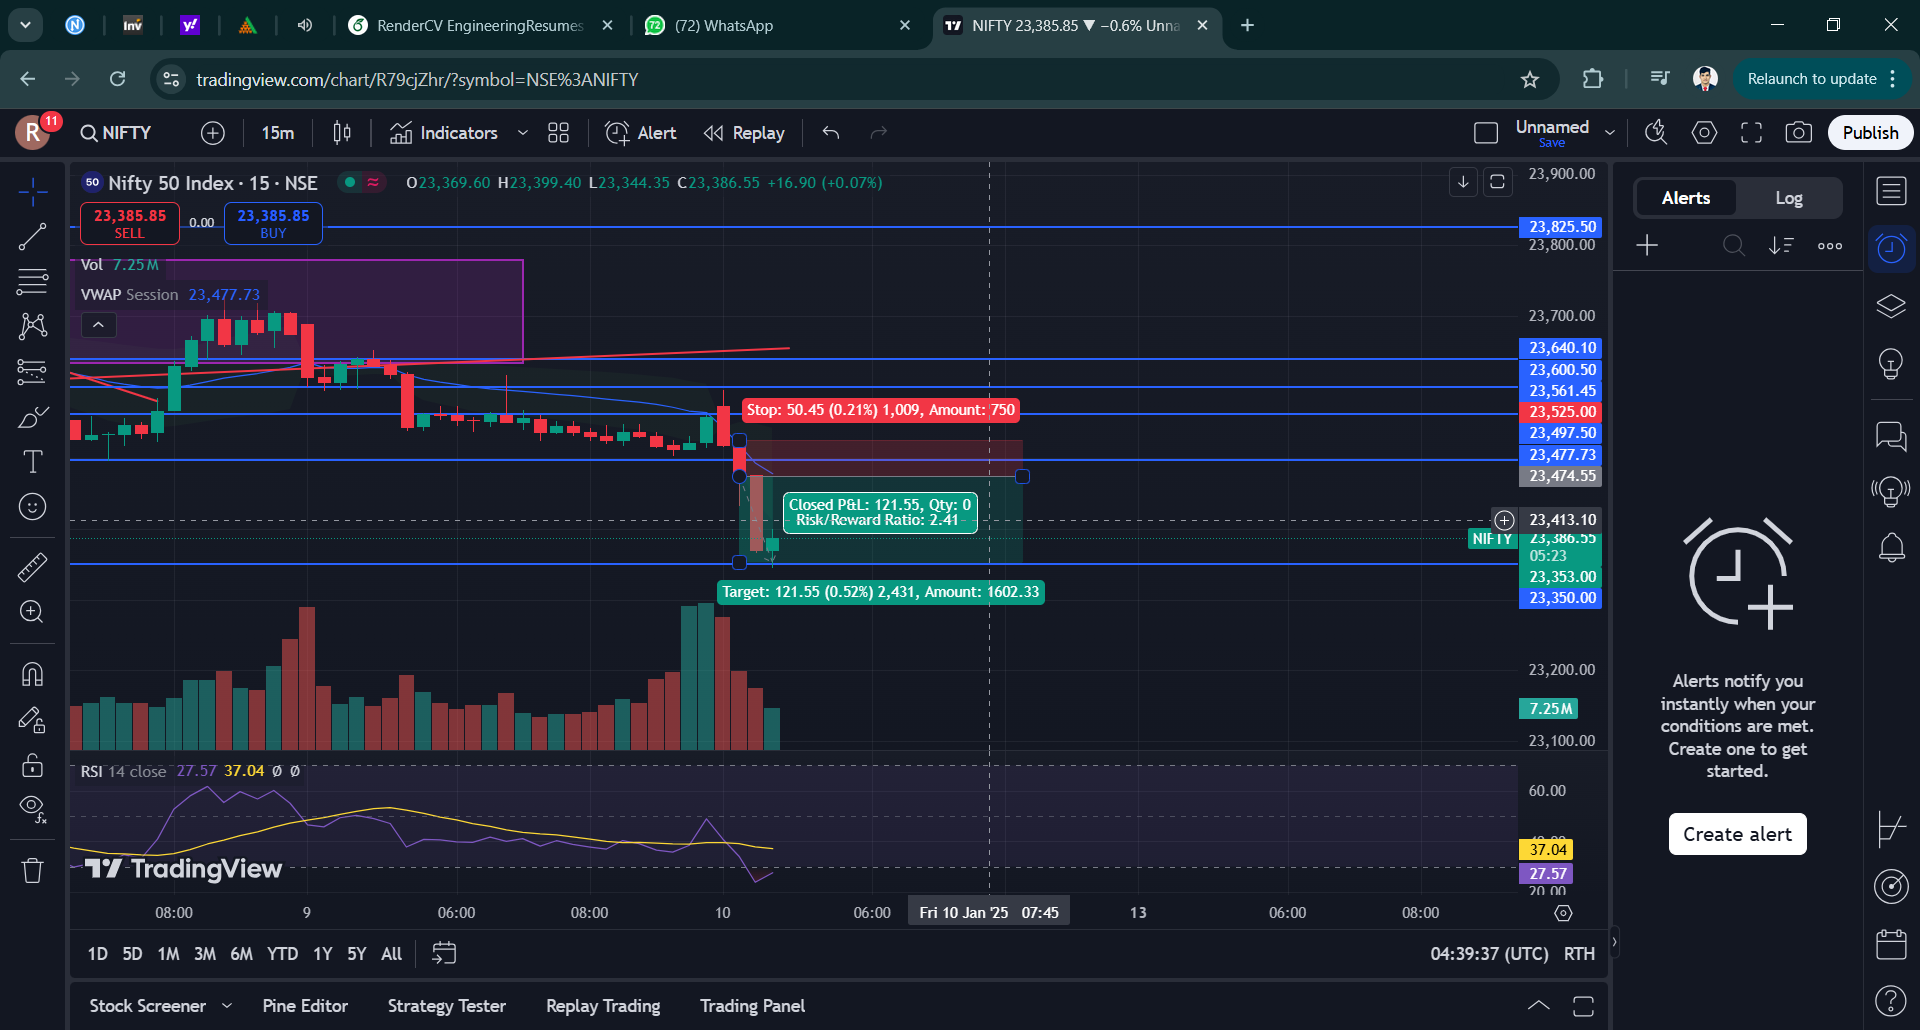 RenderCV EngineeringResumes
(72) WhatsApp
NIFTY 23,385.85 ▼ −0.6% Unna
tradingview.com/chart/R79cjZhr/?symbol=NSE%3ANIFTY
Relaunch to update
R 11
NIFTY
15m
Indicators
Alert
Replay
Unnamed
Save
Publish
50 Nifty 50 Index · 15 · NSE
O23,369.60 H23,399.40 L23,344.35 C23,386.55 +16.90 (+0.07%)
23,385.85
SELL
0.00
23,385.85
BUY
Vol 7.25M
VWAP Session 23,477.73
Stop: 50.45 (0.21%) 1,009, Amount: 750
Closed P&L: 121.55, Qty: 0
Risk/Reward Ratio: 2.41
Target: 121.55 (0.52%) 2,431, Amount: 1602.33
23,900.00
23,825.50
23,800.00
23,700.00
23,640.10
23,600.50
23,561.45
23,525.00
23,497.50
23,477.73
23,474.55
23,413.10
NIFTY 23,386.55
05:23
23,353.00
23,350.00
23,200.00
7.25M
23,100.00
RSI 14 close 27.57 37.04 Ø Ø
60.00
37.04
27.57
20.00
TradingView
08:00
9
06:00
08:00
10
06:00
Fri 10 Jan '25 07:45
13
06:00
08:00
1D 5D 1M 3M 6M YTD 1Y 5Y All
04:39:37 (UTC) RTH
Stock Screener
Pine Editor
Strategy Tester
Replay Trading
Trading Panel
Alerts
Log
Alerts notify you
instantly when your
conditions are met.
Create one to get
started.
Create alert